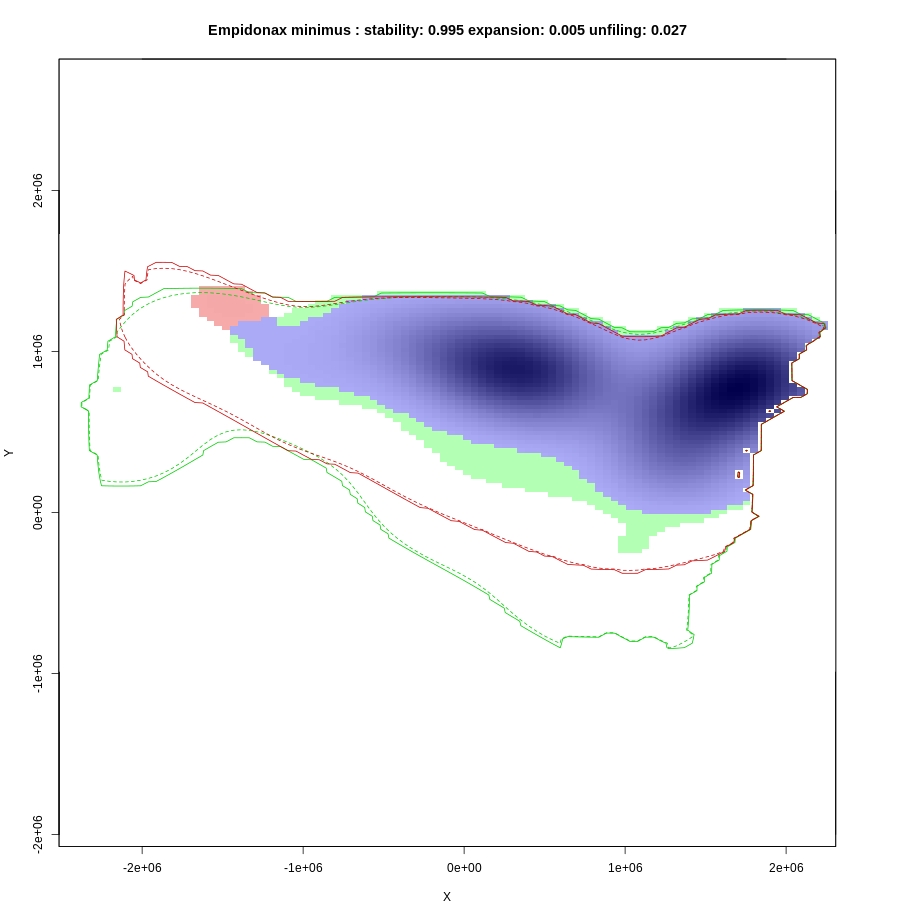 Empidonax minimus : stability: 0.995 expansion: 0.005 unfiling: 0.027
2e+06
1e+06
0e+00
-1e+06
-2e+06
Y
-2e+06 -1e+06 0e+00 1e+06 2e+06
X